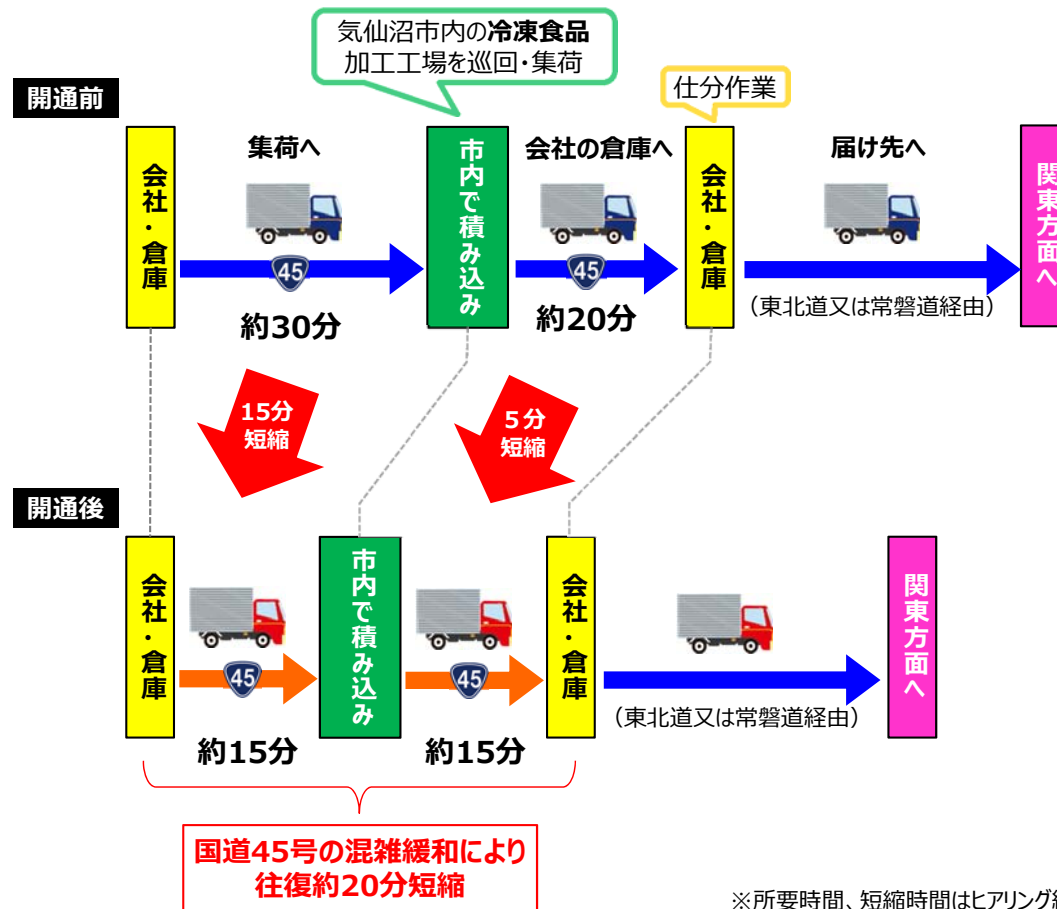 気仙沼市内の冷凍食品
加工工場を巡回・集荷
仕分作業
開通前
会社・倉庫
集荷へ
45
約30分
市内で積み込み
会社の倉庫へ
45
約20分
会社・倉庫
届け先へ
（東北道又は常磐道経由）
関東方面へ
15分
短縮
５分
短縮
開通後
会社・倉庫
45
約15分
市内で積み込み
45
約15分
会社・倉庫
（東北道又は常磐道経由）
関東方面へ
国道45号の混雑緩和により
往復約20分短縮
※所要時間、短縮時間はヒアリング